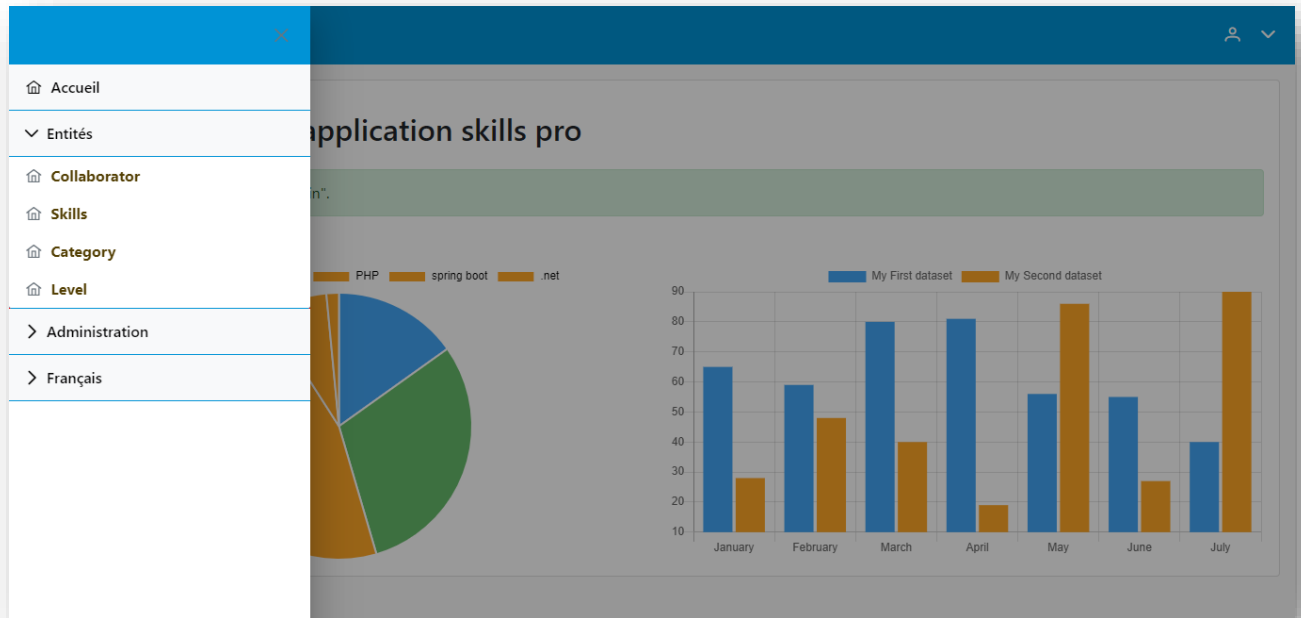 Accueil
Entités
Collaborator
Skills
Category
Level
Administration
Français
application skills pro
in".
PHP spring boot .net
My First dataset My Second dataset
90
80
70
60
50
40
30
20
10
January February March April May June July